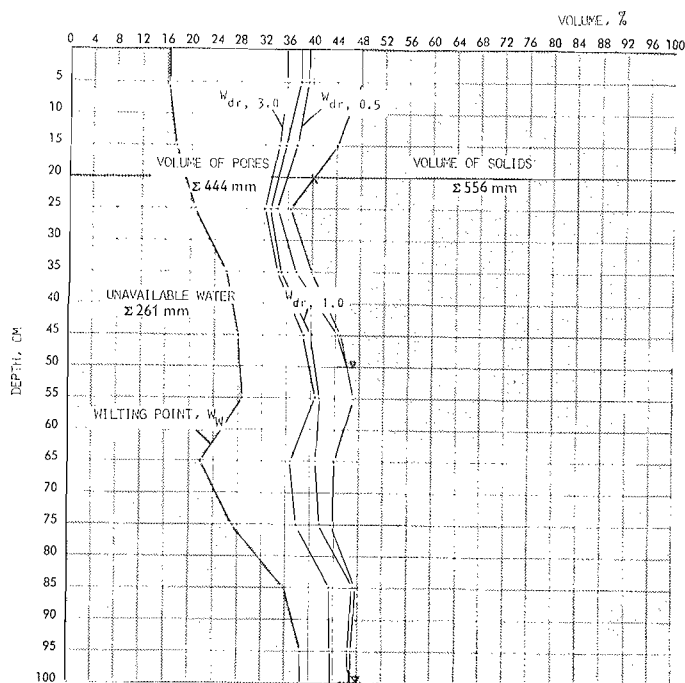 VOLUME, %
0 4 8 12 16 20 24 28 32 36 40 44 48 52 56 60 64 68 72 76 80 84 88 92 96 100
5
10
W dr, 3.0 W dr, 0.5
15
VOLUME OF PORES VOLUME OF SOLIDS
20
Σ 444 mm Σ 556 mm
25
30
35
UNAVAILABLE WATER W dr, 1.0
40
Σ 261 mm
45
DEPTH, CM
50
55
WILTING POINT, W W
60
65
70
75
80
85
90
95
100